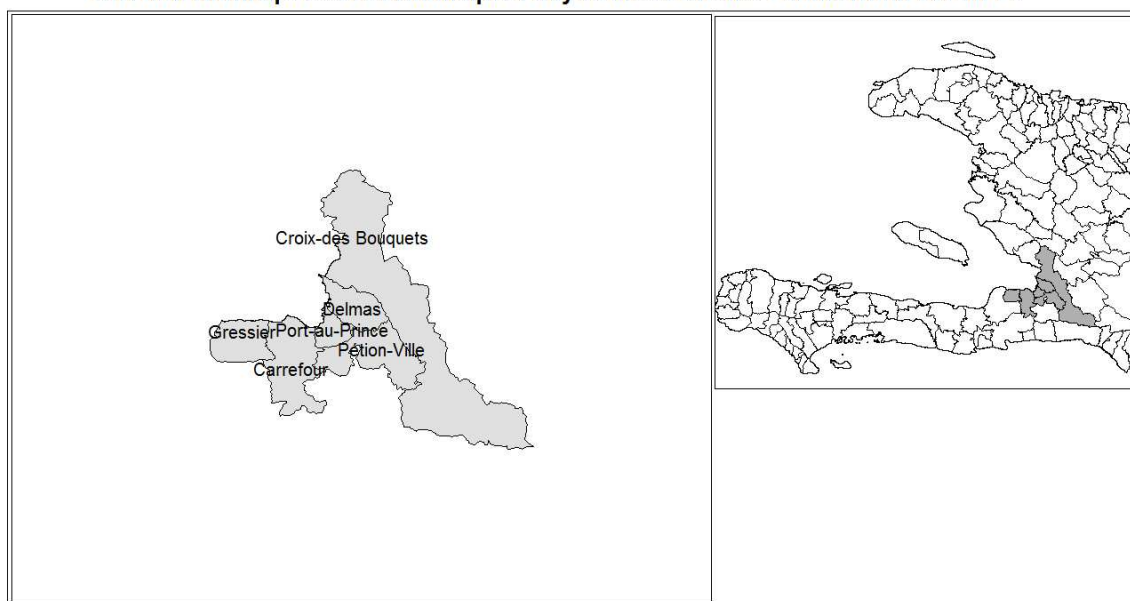 Croix-des Bouquets
Delmas
Gressier
Port-au-Prince
Pétion-Ville
Carrefour